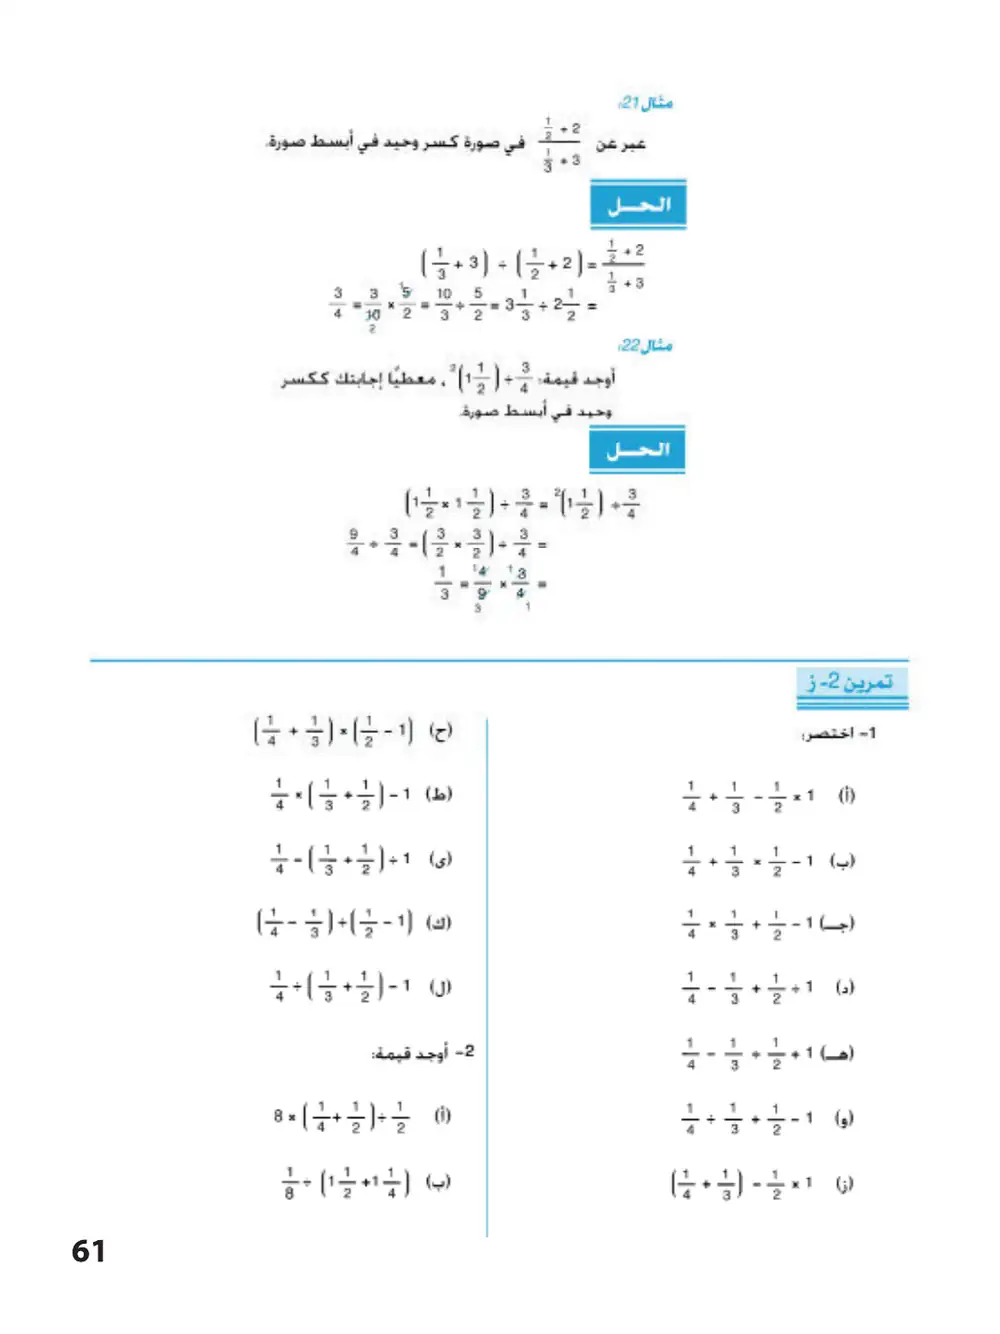 مثال 21:
عبر عن (2 + 1/2)/(3 + 1/3) في صورة كسر وحيد في أبسط صورة.
الحـــل
(2 + 1/2)/(3 + 1/3) = (2 + 1/2) ÷ (3 + 1/3)
= 2 1/2 ÷ 3 1/3 = 5/2 ÷ 10/3 = 5/2 × 3/10 = 3/4
مثال 22:
أوجد قيمة: 3/4 ÷ (1 1/2)²، معطيًا إجابتك ككسر
وحيد في أبسط صورة.
الحـــل
3/4 ÷ (1 1/2)² = 3/4 ÷ (1 1/2 × 1 1/2)
= 3/4 ÷ (3/2 × 3/2) = 3/4 ÷ 9/4
= 3/4 × 4/9 = 1/3
تمرين 2- ز
1- اختصر:
(أ) 1 × 1/2 − 1/3 + 1/4
(ب) 1 − 1/2 × 1/3 + 1/4
(جـ) 1 − 1/2 + 1/3 × 1/4
(د) 1 ÷ 1/2 + 1/3 − 1/4
(هـ) 1 + 1/2 ÷ 1/3 − 1/4
(و) 1 − 1/2 + 1/3 ÷ 1/4
(ز) 1 × 1/2 − (1/3 + 1/4)
(ح) (1 − 1/2) × (1/3 + 1/4)
(ط) 1 − (1/2 + 1/3) × 1/4
(ى) 1 ÷ (1/2 + 1/3) − 1/4
(ك) (1 − 1/2) ÷ (1/3 − 1/4)
(ل) 1 − (1/2 + 1/3) ÷ 1/4
2- أوجد قيمة:
(أ) 1/2 ÷ (1/2 + 1/4) × 8
(ب) (1 1/4 + 1 1/2) ÷ 1/8
61